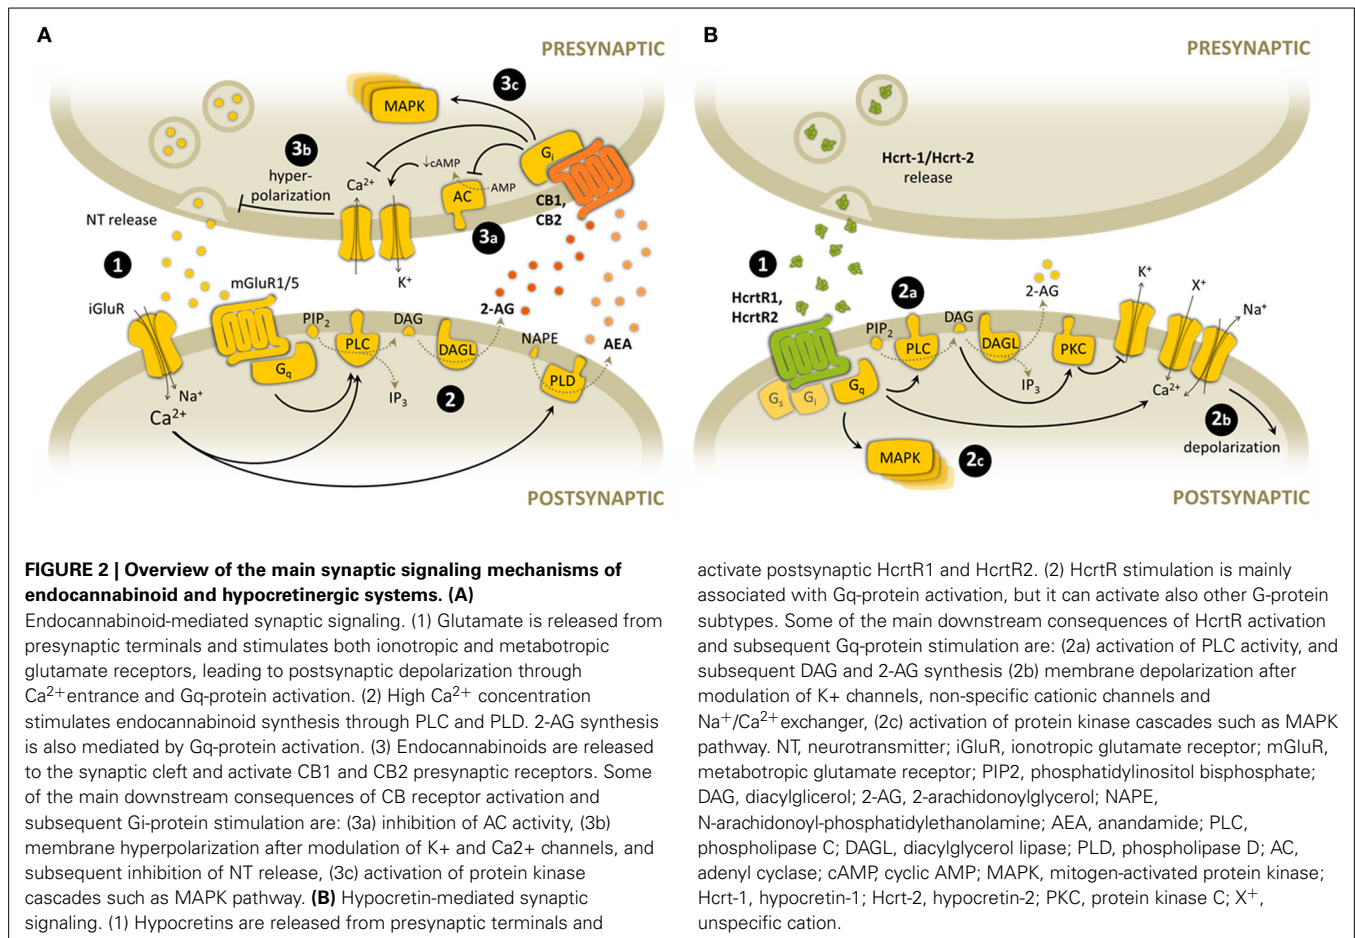 A
PRESYNAPTIC
3c
MAPK
3b
hyper-
polarization
Ca2+
↓cAMP
AMP
AC
Gi
CB1,
CB2
3a
NT release
1
iGluR
mGluR1/5
K+
2-AG
PIP2
PLC
DAG
DAGL
NAPE
AEA
PLD
Gq
Na+
Ca2+
IP3
2
POSTSYNAPTIC
B
PRESYNAPTIC
Hcrt-1/Hcrt-2
release
1
HcrtR1,
HcrtR2
2a
2-AG
K+
X+
Na+
PIP2
PLC
DAG
DAGL
PKC
IP3
Ca2+
Gs
Gi
Gq
2b
depolarization
MAPK
2c
POSTSYNAPTIC
FIGURE 2 | Overview of the main synaptic signaling mechanisms of
endocannabinoid and hypocretinergic systems. (A)
Endocannabinoid-mediated synaptic signaling. (1) Glutamate is released from
presynaptic terminals and stimulates both ionotropic and metabotropic
glutamate receptors, leading to postsynaptic depolarization through
Ca2+entrance and Gq-protein activation. (2) High Ca2+ concentration
stimulates endocannabinoid synthesis through PLC and PLD. 2-AG synthesis
is also mediated by Gq-protein activation. (3) Endocannabinoids are released
to the synaptic cleft and activate CB1 and CB2 presynaptic receptors. Some
of the main downstream consequences of CB receptor activation and
subsequent Gi-protein stimulation are: (3a) inhibition of AC activity, (3b)
membrane hyperpolarization after modulation of K+ and Ca2+ channels, and
subsequent inhibition of NT release, (3c) activation of protein kinase
cascades such as MAPK pathway. (B) Hypocretin-mediated synaptic
signaling. (1) Hypocretins are released from presynaptic terminals and
activate postsynaptic HcrtR1 and HcrtR2. (2) HcrtR stimulation is mainly
associated with Gq-protein activation, but it can activate also other G-protein
subtypes. Some of the main downstream consequences of HcrtR activation
and subsequent Gq-protein stimulation are: (2a) activation of PLC activity, and
subsequent DAG and 2-AG synthesis (2b) membrane depolarization after
modulation of K+ channels, non-specific cationic channels and
Na+/Ca2+exchanger, (2c) activation of protein kinase cascades such as MAPK
pathway. NT, neurotransmitter; iGluR, ionotropic glutamate receptor; mGluR,
metabotropic glutamate receptor; PIP2, phosphatidylinositol bisphosphate;
DAG, diacylglicerol; 2-AG, 2-arachidonoylglycerol; NAPE,
N-arachidonoyl-phosphatidylethanolamine; AEA, anandamide; PLC,
phospholipase C; DAGL, diacylglycerol lipase; PLD, phospholipase D; AC,
adenyl cyclase; cAMP, cyclic AMP; MAPK, mitogen-activated protein kinase;
Hcrt-1, hypocretin-1; Hcrt-2, hypocretin-2; PKC, protein kinase C; X+,
unspecific cation.